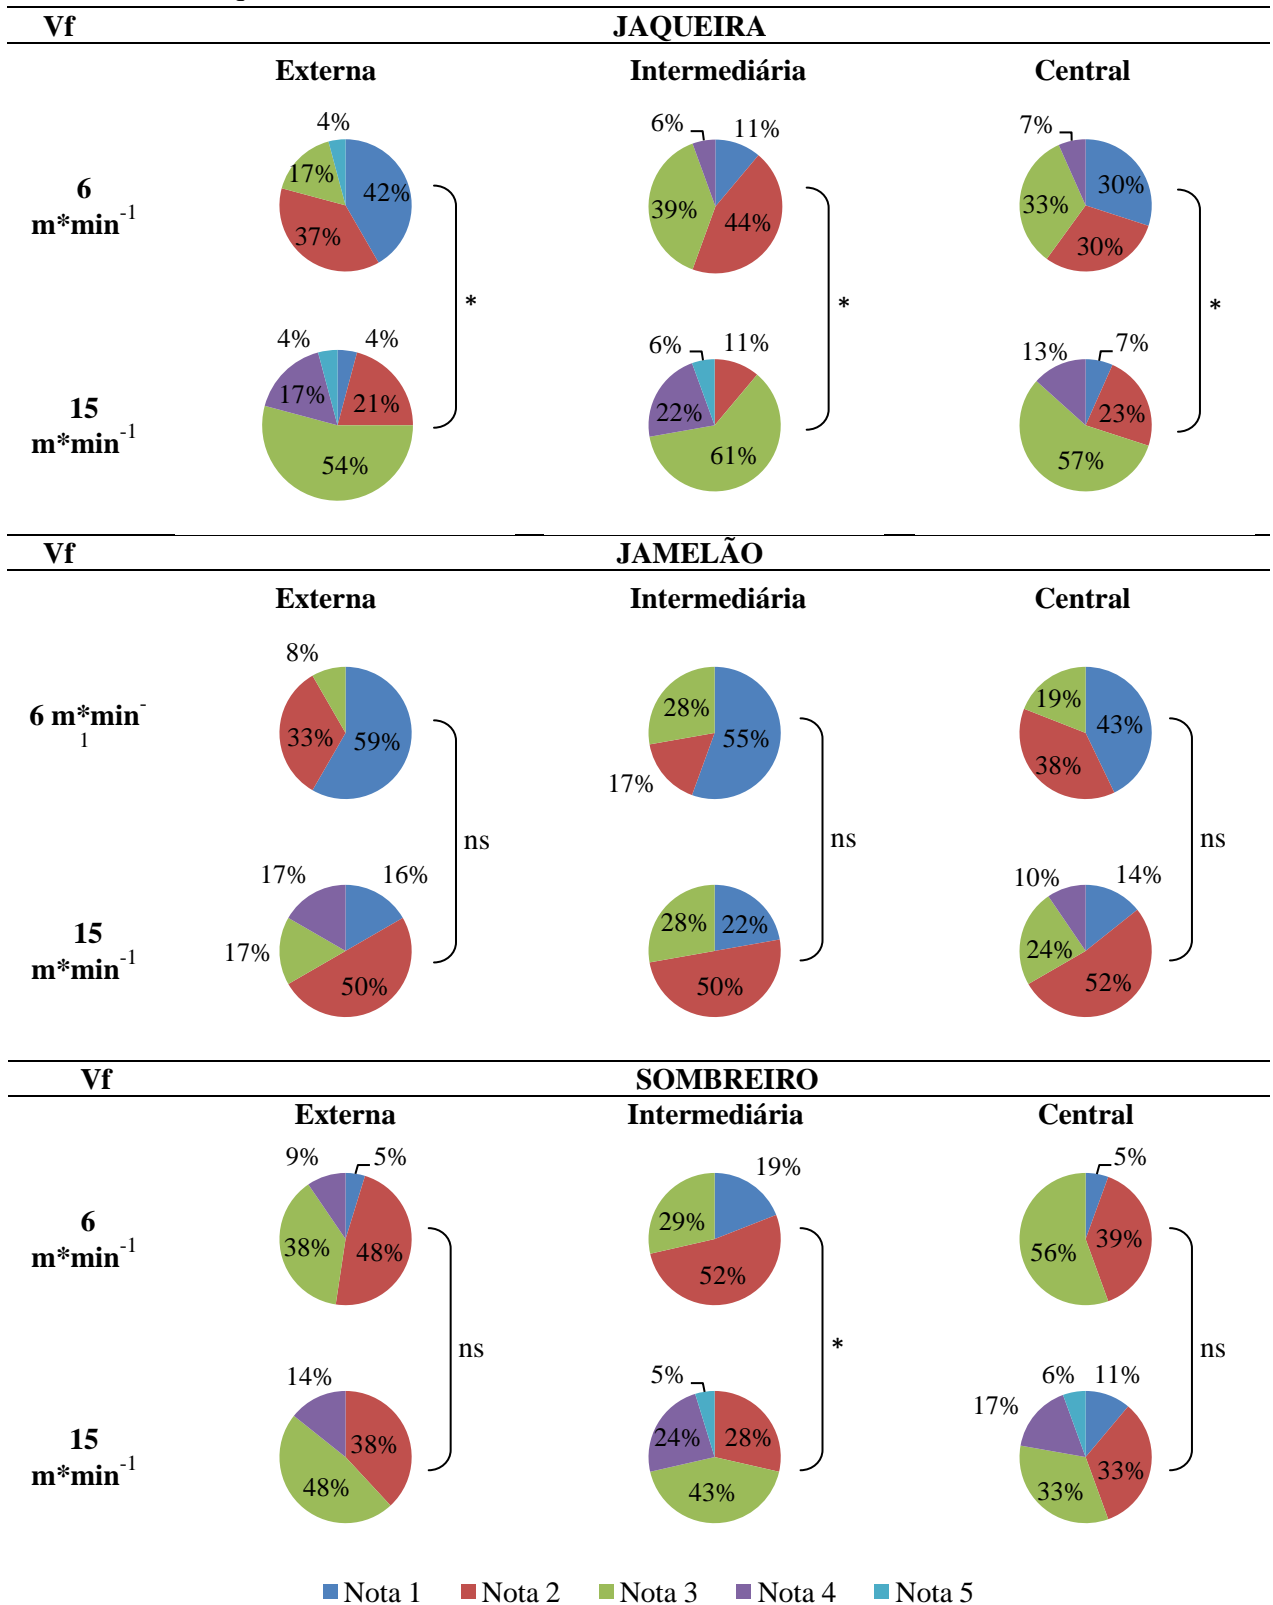 Vf JAQUEIRA
Externa Intermediária Central
4% 6% 11% 7%
17% 42% 39% 44% 33% 30%
6
m*min-1
37% 30%
* * *
4% 4% 6% 11% 13% 7%
17% 21% 22% 23%
15
m*min-1
54% 61% 57%
Vf JAMELÃO
Externa Intermediária Central
8% 28% 19%
6 m*min-
1
33% 59% 55% 43%
17% 38%
ns ns ns
17% 16% 28% 22% 10% 14%
15
m*min-1
17% 24%
50% 50% 52%
Vf SOMBREIRO
Externa Intermediária Central
9% 5% 19% 5%
6
m*min-1
38% 48% 29% 56% 39%
52%
ns * ns
14% 5% 17% 6% 11%
15
m*min-1
38% 24% 28% 33%
48% 43% 33%
Nota 1 Nota 2 Nota 3 Nota 4 Nota 5